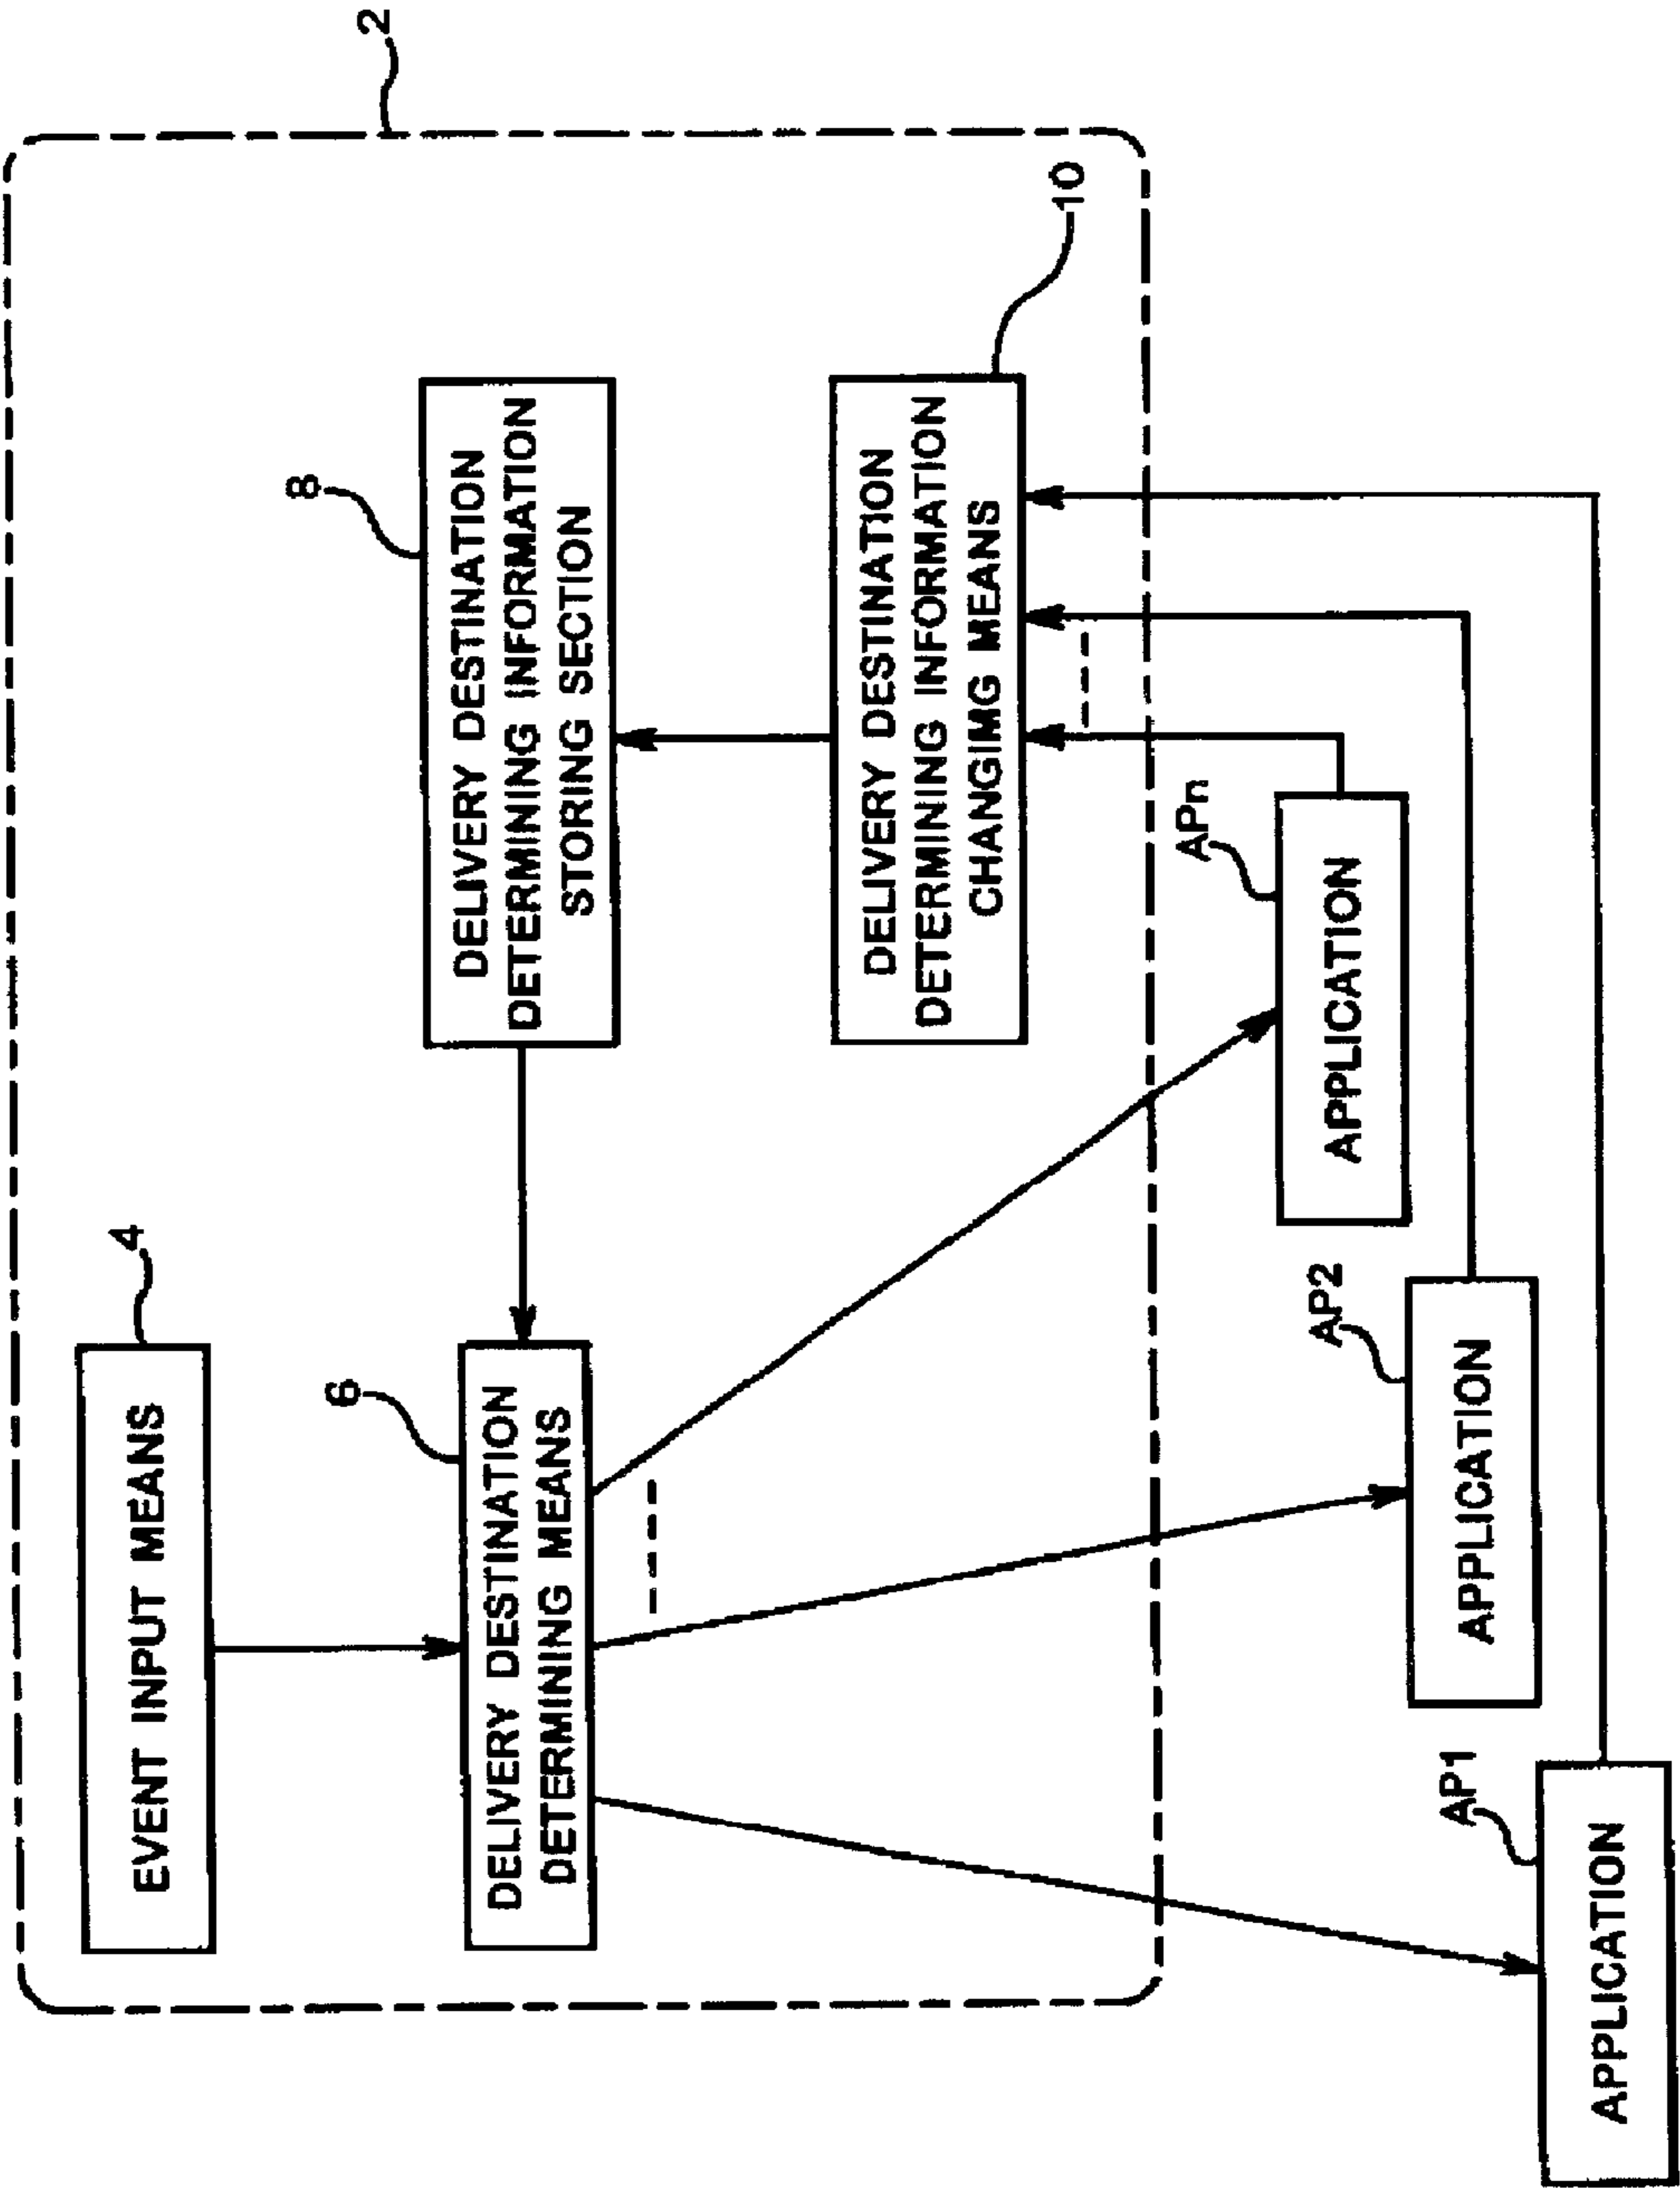 2
EVENT INPUT MEANS
4
DELIVERY DESTINATION
DETERMINING MEANS
6
DELIVERY DESTINATION
DETERMINING INFORMATION
STORING SECTION
8
DELIVERY DESTINATION
DETERMINING INFORMATION
CHANGIMG MEANS
10
APPLICATION
AP1
APPLICATION
AP2
APPLICATION
APn